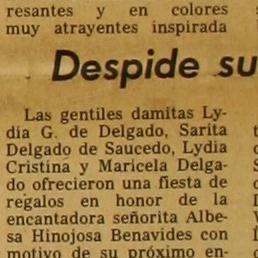 resantes y en colores
muy atrayentes inspirada
Despide su
Las gentiles damitas Ly-
dia G. de Delgado, Sarita
Delgado de Saucedo, Lydia
Cristina y Maricela Delga-
do ofrecieron una fiesta de
regalos en honor de la
encantadora señorita Albe-
sa Hinojosa Benavides con
motivo de su próximo en-